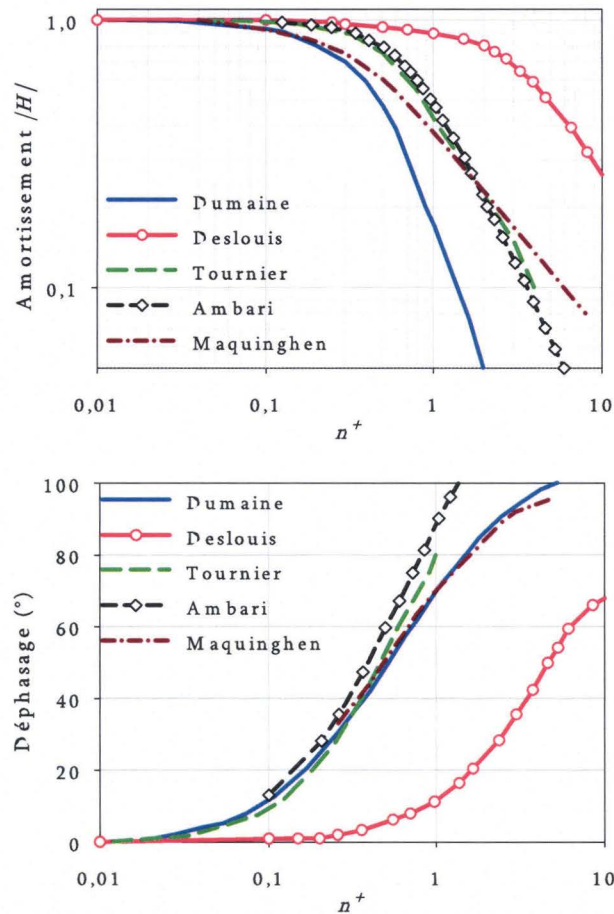 Amortissement /H/
1,0
0,1
Dumaine
Deslouis
Tournier
Ambari
Maquinghen
0,01
0,1
1
10
n⁺
Déphasage (°)
100
80
60
40
20
0
Dumaine
Deslouis
Tournier
Ambari
Maquinghen
0,01
0,1
1
10
n⁺